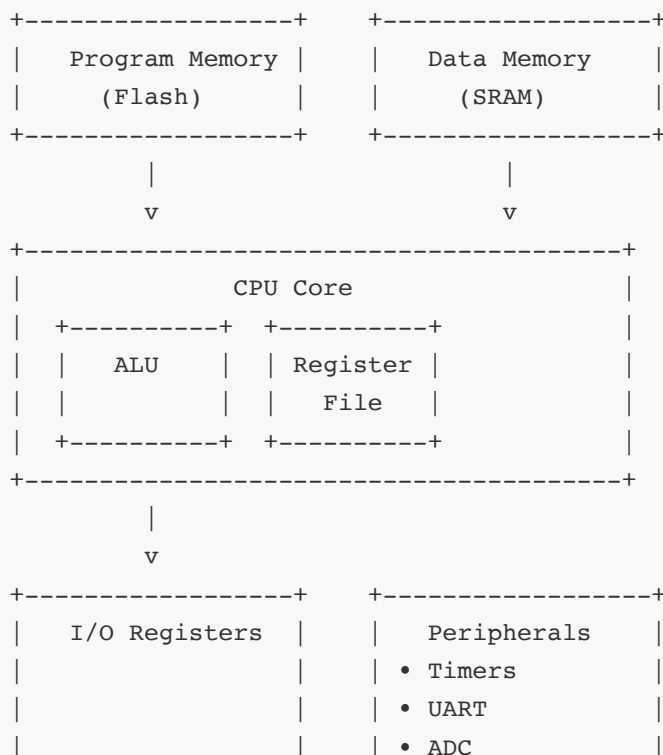 Program Memory
Data Memory
(Flash)
(SRAM)
v
v
CPU Core
ALU
Register
File
v
I/O Registers
Peripherals
• Timers
• UART
• ADC